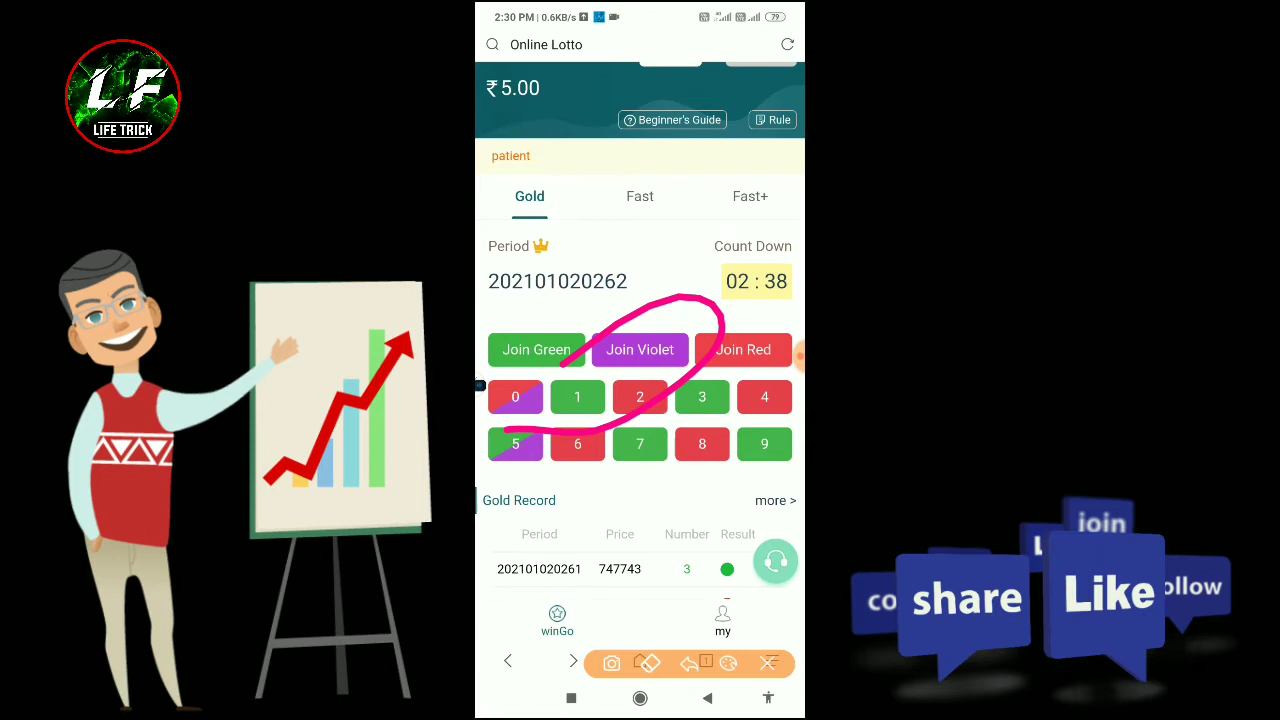 LF
LIFE TRICK
2:30 PM | 0.6KB/s
79
Online Lotto
₹5.00
Beginner's Guide
Rule
patient
Gold Fast Fast+
Period Count Down
202101020262 02 : 38
Join Green Join Violet Join Red
0 1 2 3 4
5 6 7 8 9
Gold Record more >
Period Price Number Result
202101020261 747743 3
winGo my
1
join
L
co share Like ollow